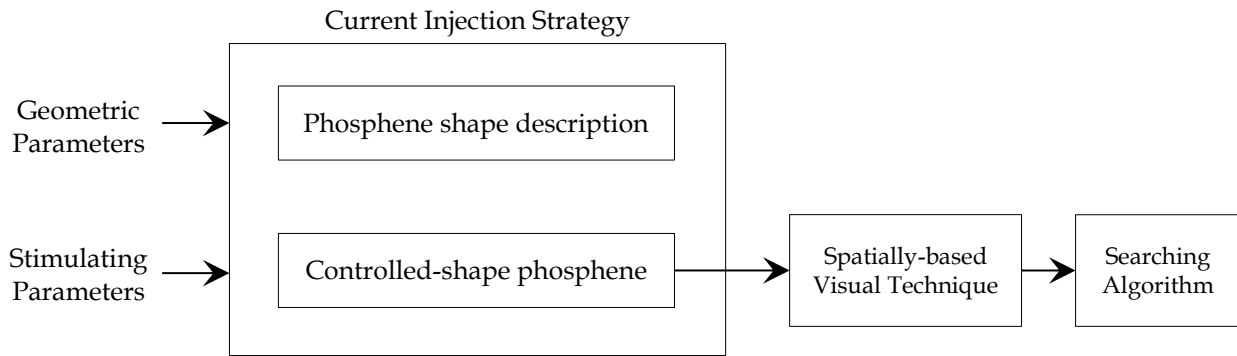 Current Injection Strategy
Geometric
Parameters
Phosphene shape description
Stimulating
Parameters
Controlled-shape phosphene
Spatially-based
Visual Technique
Searching
Algorithm